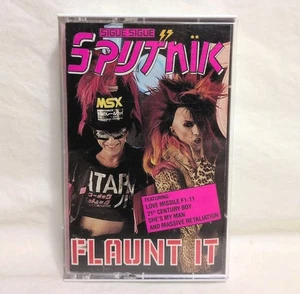 SIGUE SIGUE
SPUTNIK
MSX
ATAR
FEATURING
LOVE MISSILE F1-11
21st CENTURY BOY
SHE'S MY MAN
AND MASSIVE RETALIATION
FLAUNT IT